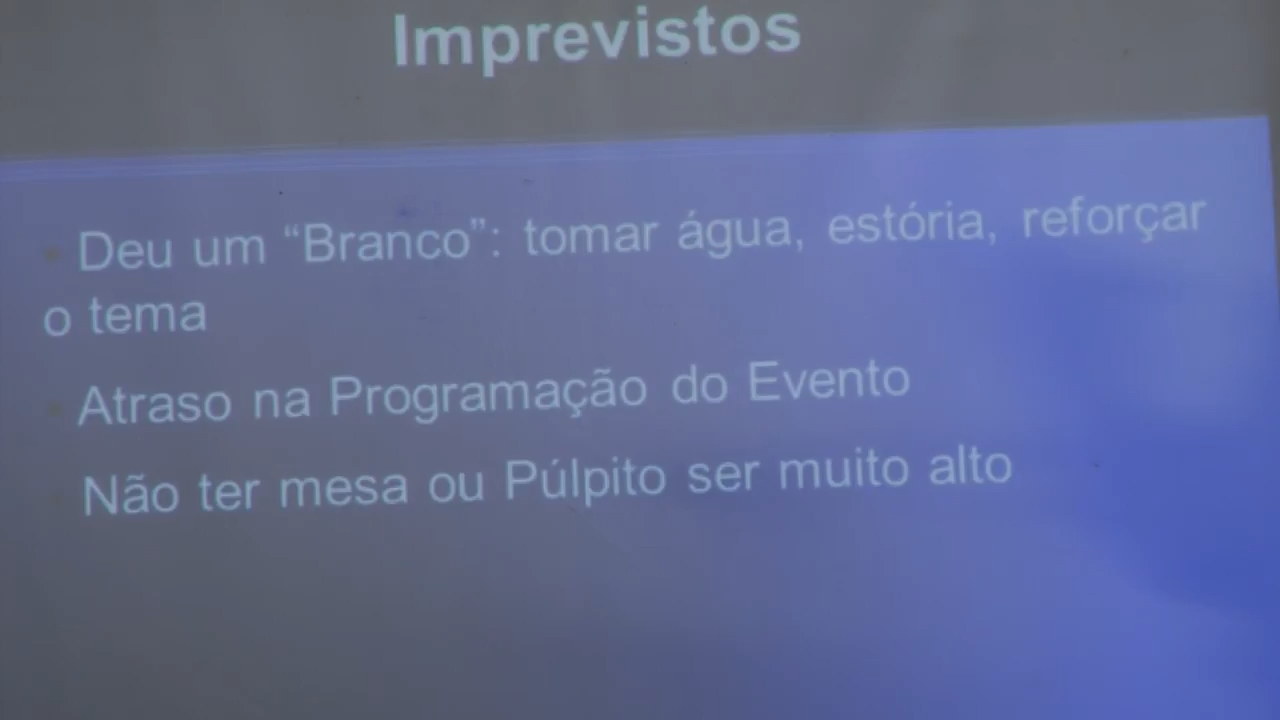 Imprevistos
Deu um “Branco”: tomar água, estória, reforçar
o tema
Atraso na Programação do Evento
Não ter mesa ou Púlpito ser muito alto